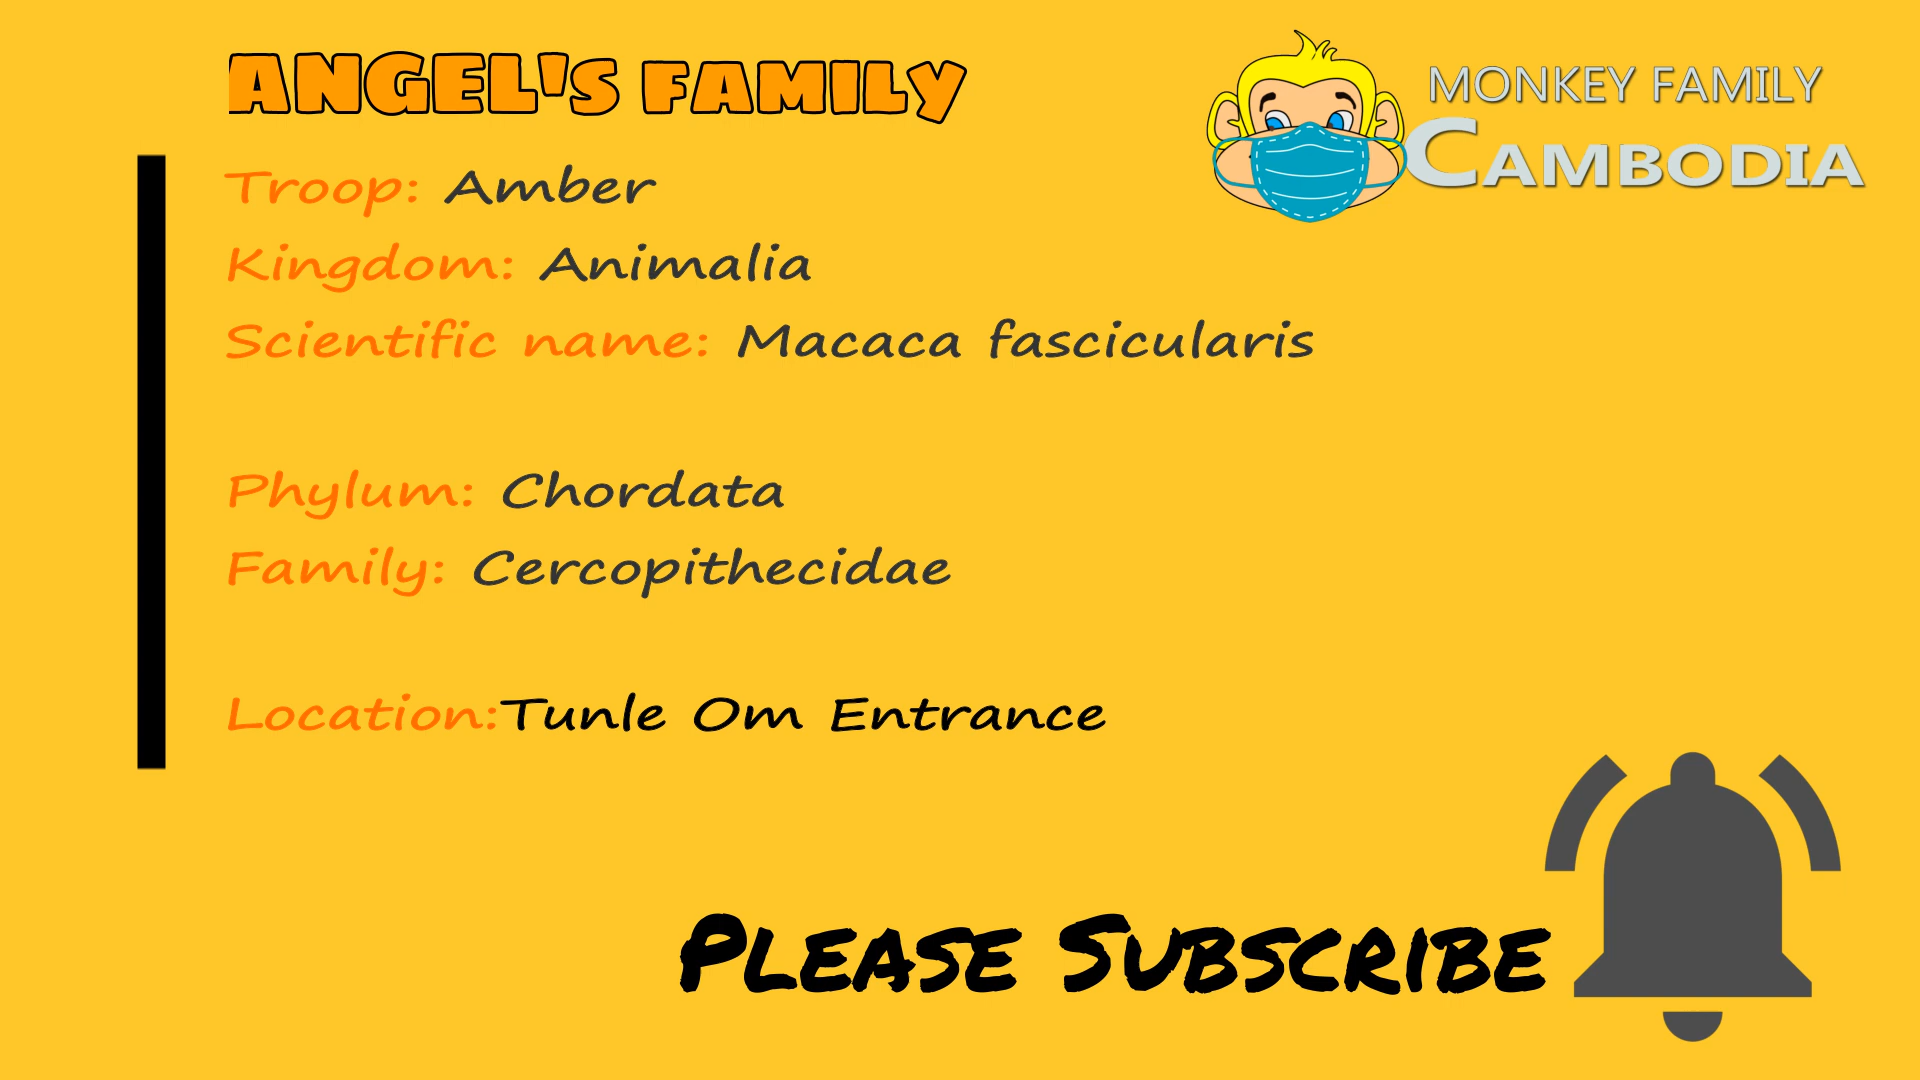 ANGEL's FAMILY
MONKEY FAMILY
CAMBODIA
Troop: Amber
Kingdom: Animalia
Scientific name: Macaca fascicularis
Phylum: Chordata
Family: Cercopithecidae
Location:Tunle Om Entrance
PLEASE SUBSCRIBE